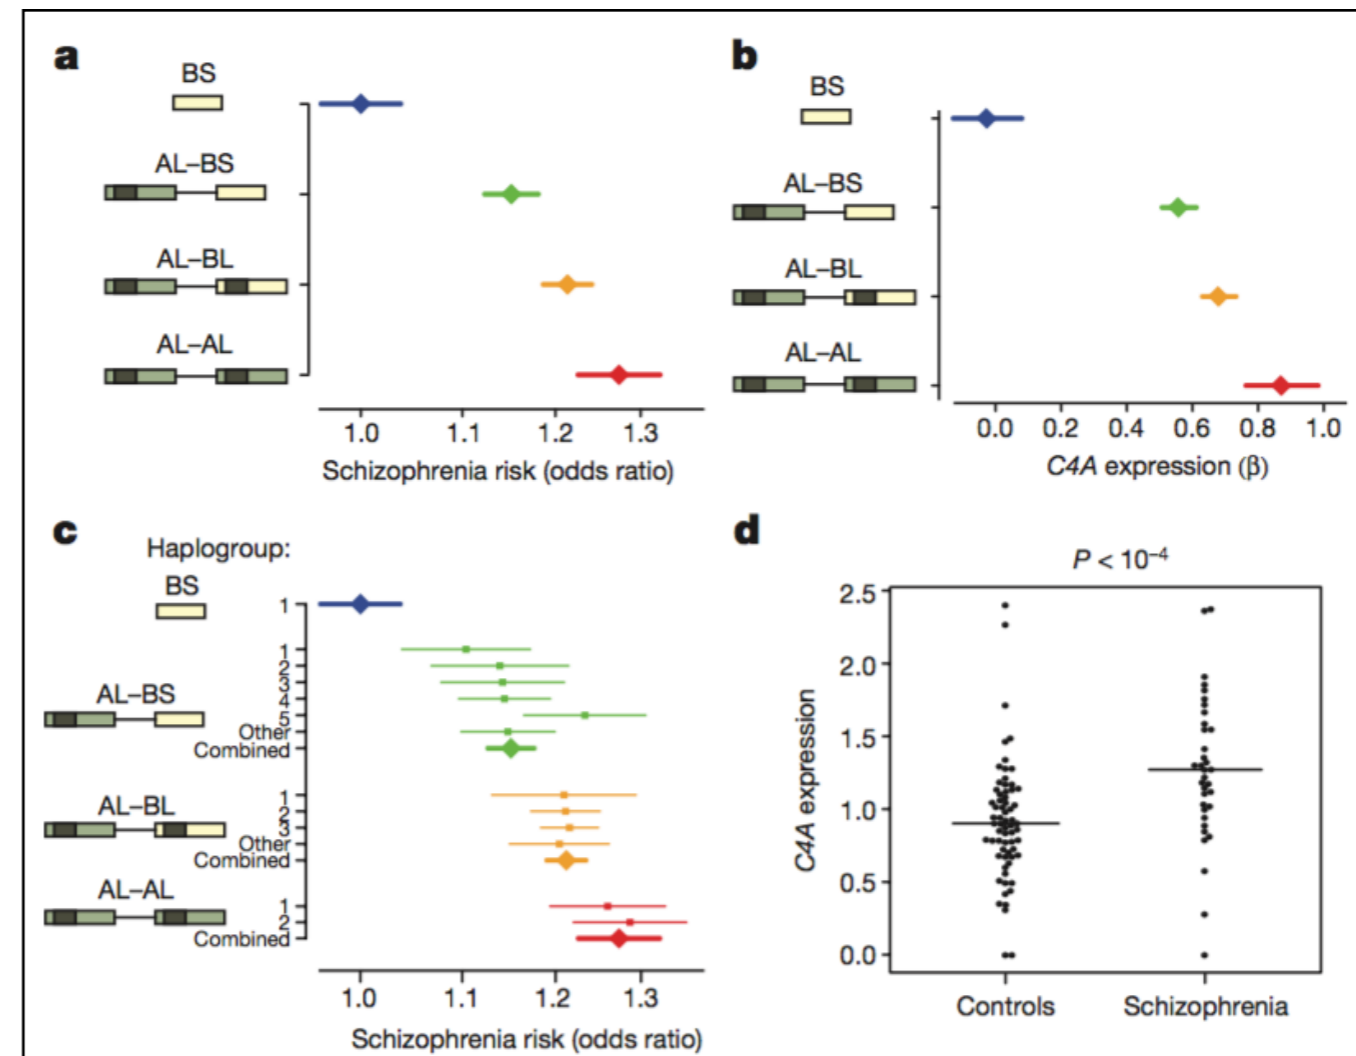 a
BS
AL–BS
AL–BL
AL–AL
1.0 1.1 1.2 1.3
Schizophrenia risk (odds ratio)
b
BS
AL–BS
AL–BL
AL–AL
0.0 0.2 0.4 0.6 0.8 1.0
C4A expression (β)
c
Haplogroup:
BS
1
AL–BS
1
2
3
4
5
Other
Combined
AL–BL
1
2
3
Other
Combined
AL–AL
1
2
Combined
1.0 1.1 1.2 1.3
Schizophrenia risk (odds ratio)
d
P < 10⁻⁴
C4A expression
2.5
2.0
1.5
1.0
0.5
0.0
Controls Schizophrenia